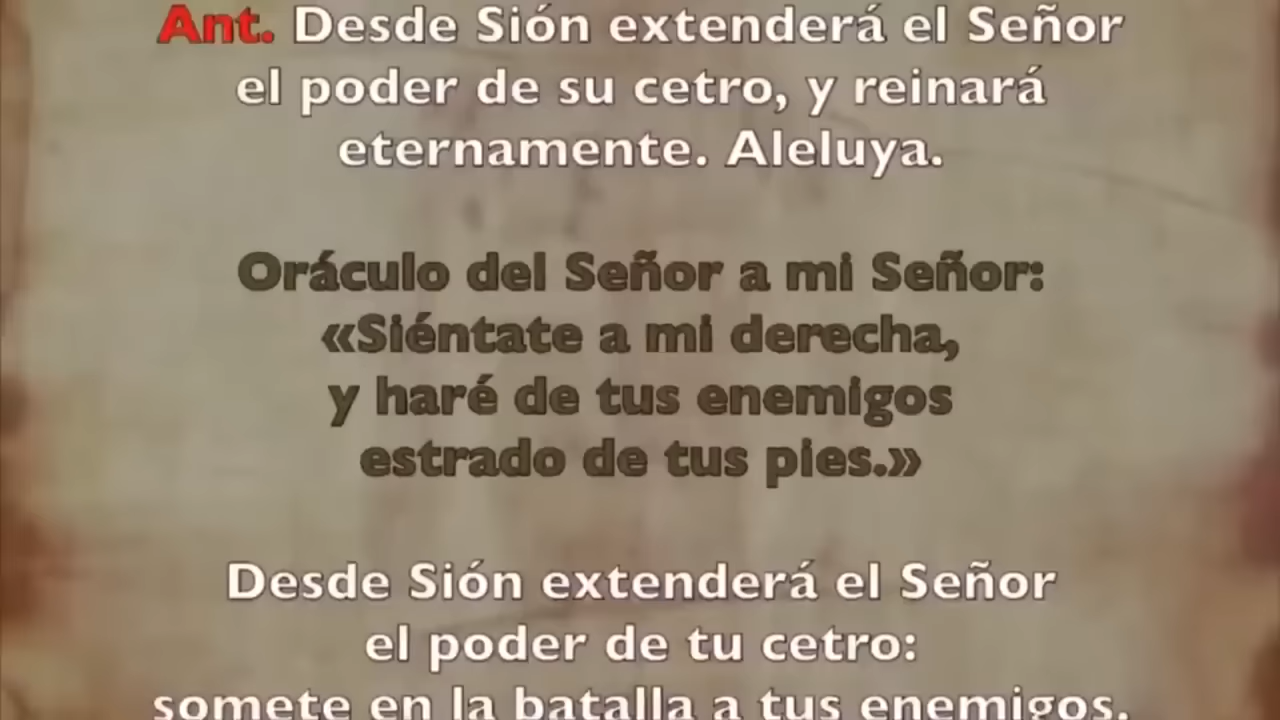 Ant. Desde Sión extenderá el Señor
el poder de su cetro, y reinará
eternamente. Aleluya.
Oráculo del Señor a mi Señor:
«Siéntate a mi derecha,
y haré de tus enemigos
estrado de tus pies.»
Desde Sión extenderá el Señor
el poder de tu cetro:
somete en la batalla a tus enemigos.